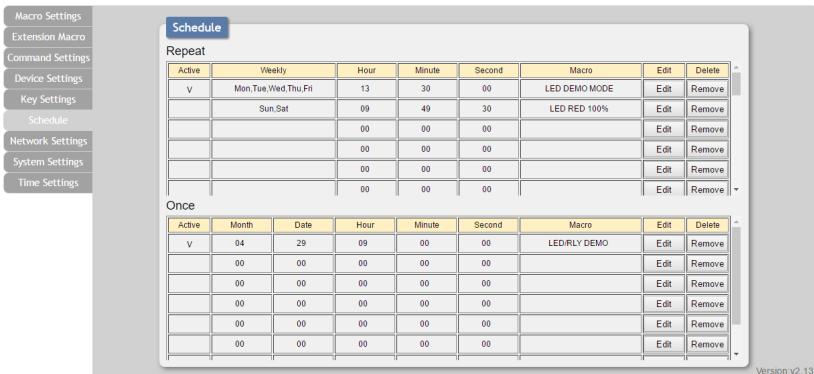 Macro Settings
Extension Macro
Command Settings
Device Settings
Key Settings
Schedule
Network Settings
System Settings
Time Settings
Schedule
Repeat
Active Weekly Hour Minute Second Macro Edit Delete
V Mon,Tue,Wed,Thu,Fri 13 30 00 LED DEMO MODE Edit Remove
Sun,Sat 09 49 30 LED RED 100% Edit Remove
00 00 00 Edit Remove
00 00 00 Edit Remove
00 00 00 Edit Remove
00 00 00 Edit Remove
Once
Active Month Date Hour Minute Second Macro Edit Delete
V 04 29 09 00 00 LED/RLY DEMO Edit Remove
00 00 00 00 00 Edit Remove
00 00 00 00 00 Edit Remove
00 00 00 00 00 Edit Remove
00 00 00 00 00 Edit Remove
00 00 00 00 00 Edit Remove
Version:v2.13